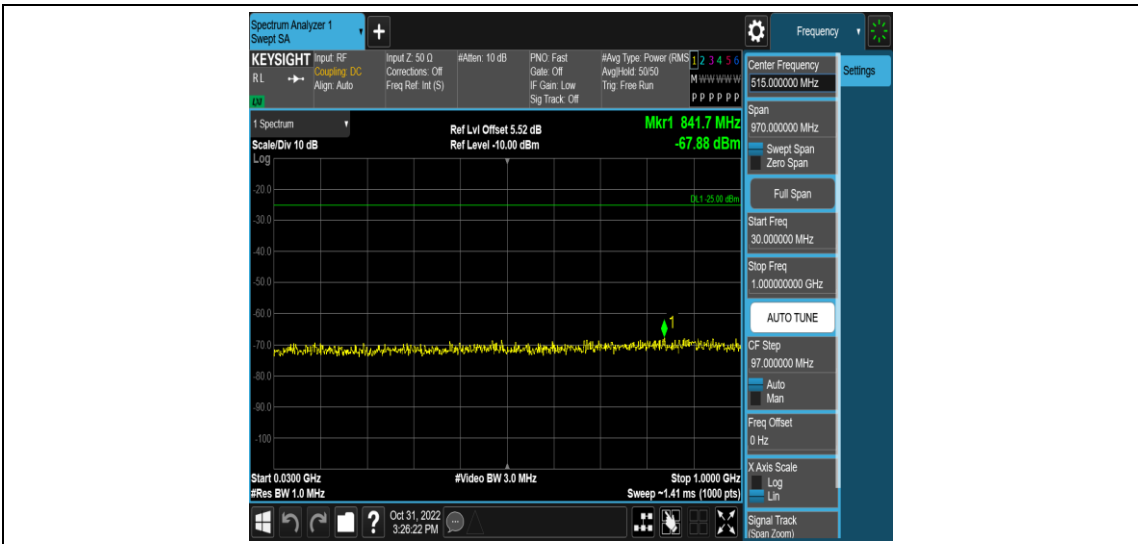 Spectrum Analyzer 1
Swept SA
+
Frequency
KEYSIGHT
RL
LXI
Input: RF
Coupling: DC
Align: Auto
Input Z: 50 Ω
Corrections: Off
Freq Ref: Int (S)
#Atten: 10 dB
PNO: Fast
Gate: Off
IF Gain: Low
Sig Track: Off
#Avg Type: Power (RMS
Avg|Hold: 50/50
Trig: Free Run
1 2 3 4 5 6
M W W W W W
P P P P P P
Center Frequency
515.000000 MHz
Settings
Span
970.000000 MHz
Swept Span
Zero Span
Full Span
Start Freq
30.000000 MHz
Stop Freq
1.000000000 GHz
AUTO TUNE
CF Step
97.000000 MHz
Auto
Man
Freq Offset
0 Hz
X Axis Scale
Log
Lin
Signal Track
(Span Zoom)
1 Spectrum
Scale/Div 10 dB
Log
Ref Lvl Offset 5.52 dB
Ref Level -10.00 dBm
Mkr1 841.7 MHz
-67.88 dBm
DL1 -25.00 dBm
-20.0
-30.0
-40.0
-50.0
-60.0
1
-70.0
-80.0
-90.0
-100
Start 0.0300 GHz
#Res BW 1.0 MHz
#Video BW 3.0 MHz
Stop 1.0000 GHz
Sweep ~1.41 ms (1000 pts)
?
Oct 31, 2022
3:26:22 PM